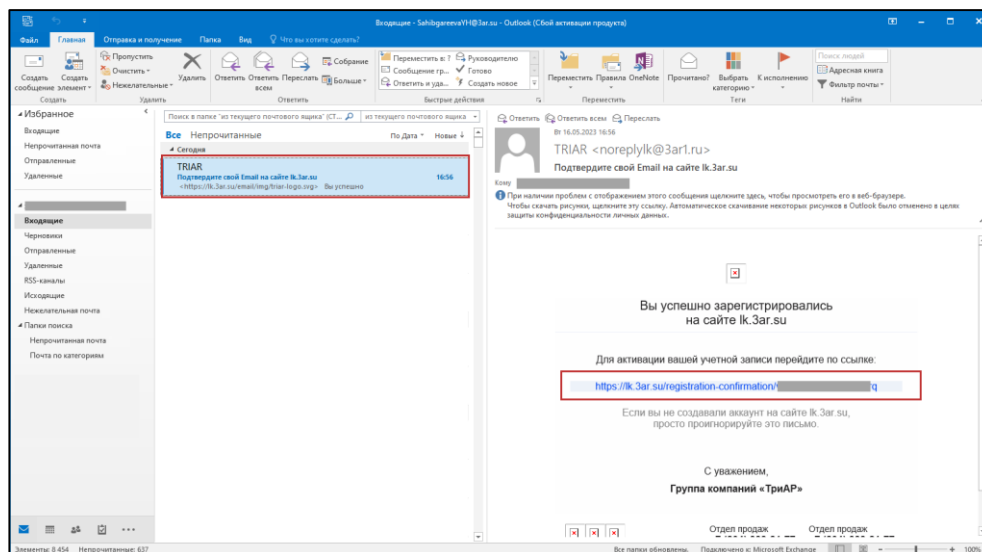 Входящие - SahibgareevaYH@3ar.su - Outlook (Сбой активации продукта)
Файл Главная Отправка и получение Папка Вид Что вы хотите сделать?
Создать сообщение
Создать элемент
Создать
Пропустить
Очистить
Нежелательные
Удалить
Удалить
Ответить
Ответить всем
Переслать
Собрание
Больше
Ответить
Переместить в: ?
Сообщение гр...
Ответить и уда...
Руководителю
Готово
Создать новое
Быстрые действия
Переместить
Правила
OneNote
Переместить
Прочитано?
Выбрать категорию
К исполнению
Теги
Поиск людей
Адресная книга
Фильтр почты
Найти
Избранное
Входящие
Непрочитанная почта
Отправленные
Удаленные
Входящие
Черновики
Отправленные
Удаленные
RSS-каналы
Исходящие
Нежелательная почта
Папки поиска
Непрочитанная почта
Почта по категориям
Поиск в папке "из текущего почтового ящика" (CT... из текущего почтового ящика
Все Непрочитанные По Дата Новые
Сегодня
TRIAR
Подтвердите свой Email на сайте lk.3ar.su 16:56
<https://lk.3ar.su/email/img/triar-logo.svg> Вы успешно
Ответить Ответить всем Переслать
Вт 16.05.2023 16:56
TRIAR <noreplylk@3ar1.ru>
Подтвердите свой Email на сайте lk.3ar.su
Кому
При наличии проблем с отображением этого сообщения щелкните здесь, чтобы просмотреть его в веб-браузере.
Чтобы скачать рисунки, щелкните эту ссылку. Автоматическое скачивание некоторых рисунков в Outlook было отменено в целях
защиты конфиденциальности личных данных.
Вы успешно зарегистрировались
на сайте lk.3ar.su
Для активации вашей учетной записи перейдите по ссылке:
https://lk.3ar.su/registration-confirmation/ q
Если вы не создавали аккаунт на сайте lk.3ar.su,
просто проигнорируйте это письмо.
С уважением,
Группа компаний «ТриАР»
Отдел продаж Отдел продаж
Элементы: 8 454 Непрочитанные: 637
Все папки обновлены. Подключено к: Microsoft Exchange 100%